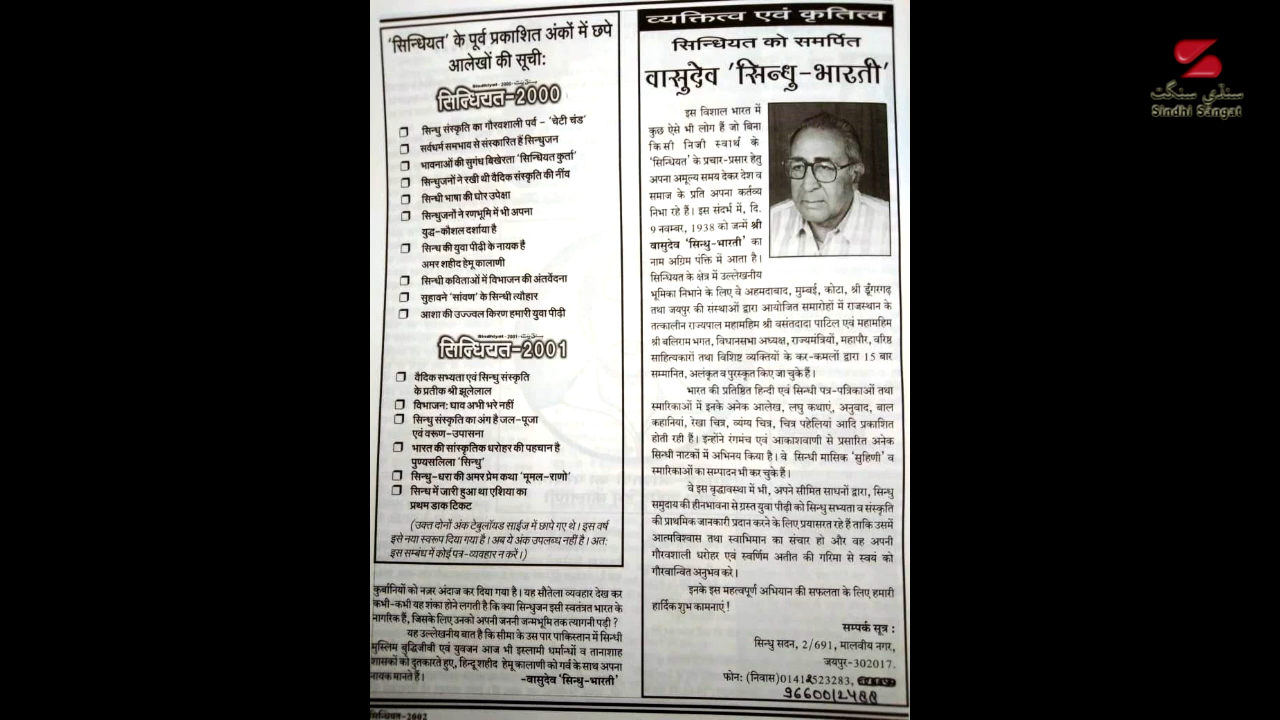 'सिन्धियत' के पूर्व प्रकाशित अंकों में छपे
आलेखों की सूची:
Sindhiyat - 2000
सिन्धियत-2000
सिन्धु संस्कृति का गौरवशाली पर्व - 'चेटी चंड'
सर्वधर्म समभाव से संस्कारित हैं सिन्धुजन
भावनाओं की सुगंध बिखेरता 'सिन्धियत कुर्ता'
सिन्धुजनों ने रखी थी वैदिक संस्कृति की नींव
सिन्धी भाषा की घोर उपेक्षा
सिन्धुजनों ने रणभूमि में भी अपना
युद्ध-कौशल दर्शाया है
सिन्ध की युवा पीढ़ी के नायक है
अमर शहीद हेमू कालाणी
सिन्धी कविताओं में विभाजन की अंतर्वेदना
सुहावने 'सांवण' के सिन्धी त्यौहार
आशा की उज्ज्वल किरण हमारी युवा पीढ़ी
Sindhiyat - 2001
सिन्धियत-2001
वैदिक सभ्यता एवं सिन्धु संस्कृति
के प्रतीक श्री झूलेलाल
विभाजन: घाव अभी भरे नहीं
सिन्धु संस्कृति का अंग है जल-पूजा
एवं वरूण-उपासना
भारत की सांस्कृतिक धरोहर की पहचान है
पुण्यसलिला 'सिन्धु'
सिन्धु-धरा की अमर प्रेम कथा 'मूमल-राणो'
सिन्ध में जारी हुआ था एशिया का
प्रथम डाक टिकट
(उक्त दोनों अंक टेबुलॉयड साईज में छापे गए थे। इस वर्ष
इसे नया स्वरूप दिया गया है। अब ये अंक उपलब्ध नहीं है। अत:
इस सम्बंध में कोई पत्र-व्यवहार न करें।)
कुर्बानियों को नज़र अंदाज कर दिया गया है। यह सौतेला व्यवहार देख कर
कभी-कभी यह शंका होने लगती है कि क्या सिन्धुजन इसी स्वतंत्रत भारत के
नागरिक हैं, जिसके लिए उनको अपनी जननी जन्मभूमि तक त्यागनी पड़ी ?
यह उल्लेखनीय बात है कि सीमा के उस पार पाकिस्तान में सिन्धी
मुस्लिम बुद्धिजीवी एवं युवजन आज भी इस्लामी धर्मान्धों व तानाशाह
शासकों को दुतकारते हुए, हिन्दू शहीद हेमू कालाणी को गर्व के साथ अपना
नायक मानते हैं।
-वासुदेव 'सिन्धु-भारती'
सिन्धियत-2002
व्यक्तित्व एवं कृतित्व
सिन्धियत को समर्पित
वासुदेव 'सिन्धु-भारती'
इस विशाल भारत में
कुछ ऐसे भी लोग हैं जो बिना
किसी निजी स्वार्थ के
'सिन्धियत' के प्रचार-प्रसार हेतु
अपना अमूल्य समय देकर देश व
समाज के प्रति अपना कर्तव्य
निभा रहे हैं। इस संदर्भ में, दि.
9 नवम्बर, 1938 को जन्में श्री
वासुदेव 'सिन्धु-भारती' का
नाम अग्रिम पंक्ति में आता है।
सिन्धियत के क्षेत्र में उल्लेखनीय
भूमिका निभाने के लिए वे अहमदाबाद, मुम्बई, कोटा, श्री डूंगरगढ़
तथा जयपुर की संस्थाओं द्वारा आयोजित समारोहों में राजस्थान के
तत्कालीन राज्यपाल महामहिम श्री वसंतदादा पाटिल एवं महामहिम
श्री बलिराम भगत, विधानसभा अध्यक्ष, राज्यमंत्रियों, महापौर, वरिष्ठ
साहित्यकारों तथा विशिष्ट व्यक्तियों के कर-कमलों द्वारा 15 बार
सम्मानित, अलंकृत व पुरस्कृत किए जा चुके हैं।
भारत की प्रतिष्ठित हिन्दी एवं सिन्धी पत्र-पत्रिकाओं तथा
स्मारिकाओं में इनके अनेक आलेख, लघु कथाएं, अनुवाद, बाल
कहानियां, रेखा चित्र, व्यंग्य चित्र, चित्र पहेलियां आदि प्रकाशित
होती रही हैं। इन्होंने रंगमंच एवं आकाशवाणी से प्रसारित अनेक
सिन्धी नाटकों में अभिनय किया है। वे सिन्धी मासिक 'सुहिणी' व
स्मारिकाओं का सम्पादन भी कर चुके हैं।
वे इस वृद्धावस्था में भी, अपने सीमित साधनों द्वारा, सिन्धु
समुदाय की हीनभावना से ग्रस्त युवा पीढ़ी को सिन्धु सभ्यता व संस्कृति
की प्राथमिक जानकारी प्रदान करने के लिए प्रयासरत रहे हैं ताकि उसमें
आत्मविश्वास तथा स्वाभिमान का संचार हो और वह अपनी
गौरवशाली धरोहर एवं स्वर्णिम अतीत की गरिमा से स्वयं को
गौरवान्वित अनुभव करे।
इनके इस महत्वपूर्ण अभियान की सफलता के लिए हमारी
हार्दिक शुभ कामनाएं!
सम्पर्क सूत्र :
सिन्धु सदन, 2/691, मालवीय नगर,
जयपुर-302017.
फोन: (निवास)01412523283,
9660012488
سنڌي سنگت
Sindhi Sangat